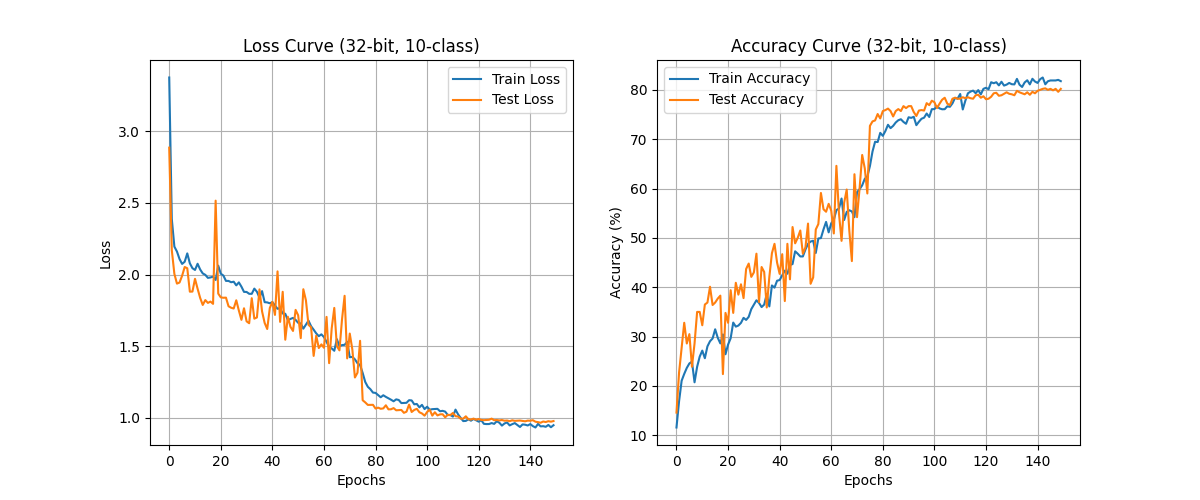 Loss Curve (32-bit, 10-class)
Train Loss
Test Loss
3.0
2.5
2.0
1.5
1.0
Loss
0 20 40 60 80 100 120 140
Epochs
Accuracy Curve (32-bit, 10-class)
Train Accuracy
Test Accuracy
80
70
60
50
40
30
20
10
Accuracy (%)
0 20 40 60 80 100 120 140
Epochs